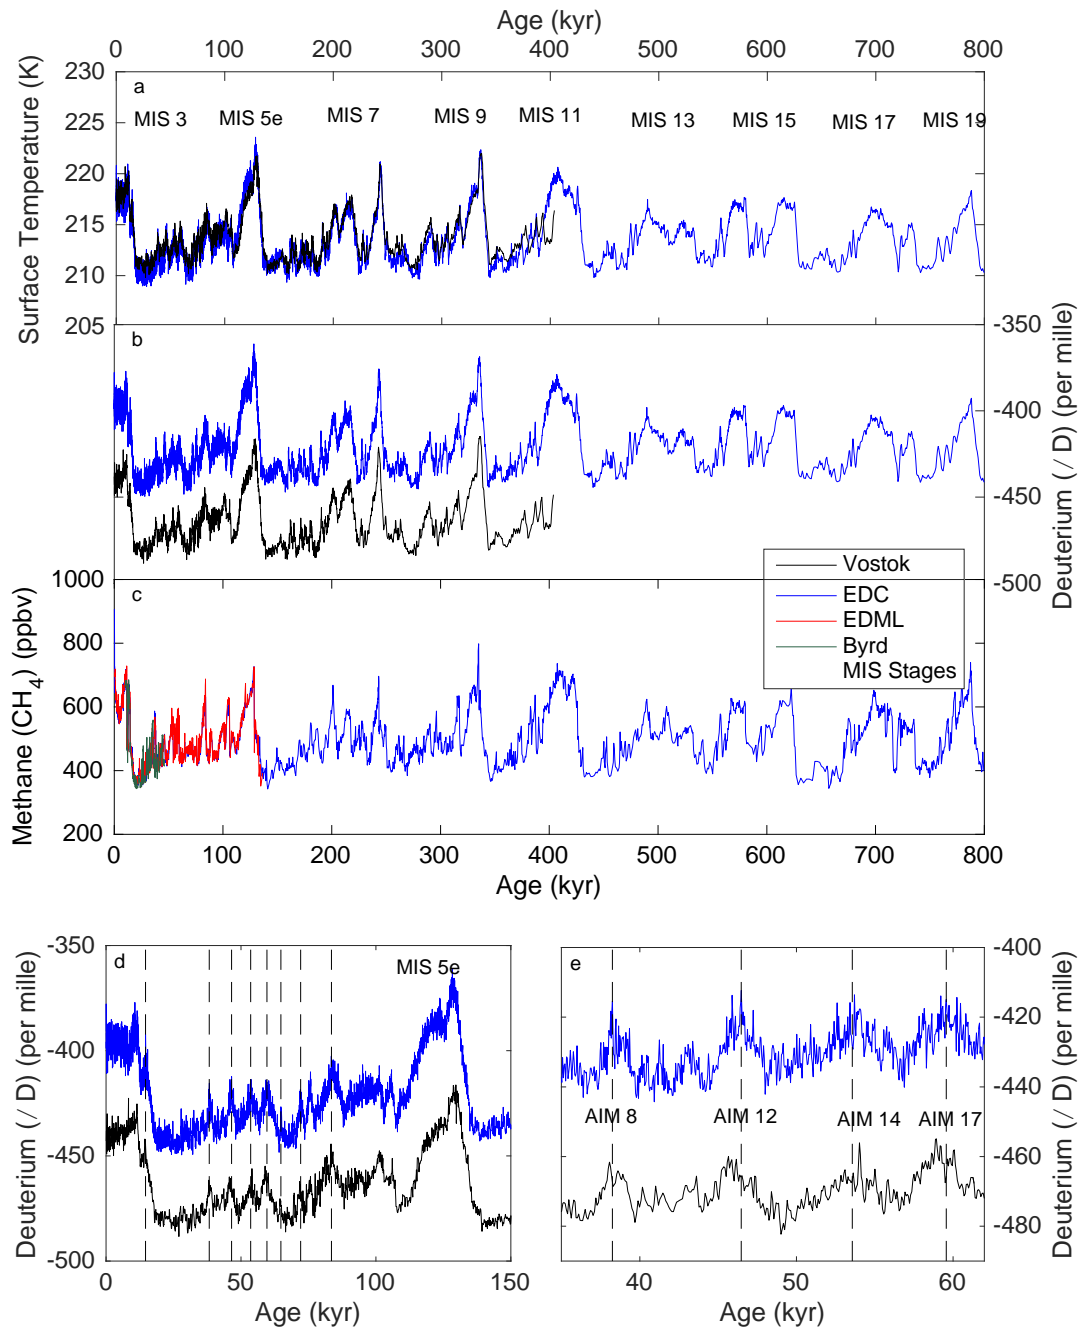 Age (kyr)
0 100 200 300 400 500 600 700 800
230
225
220
215
210
205
Surface Temperature (K)
a
MIS 3 MIS 5e MIS 7 MIS 9 MIS 11 MIS 13 MIS 15 MIS 17 MIS 19
b
-350
-400
-450
-500
Deuterium (/ D) (per mille)
Vostok
EDC
EDML
Byrd
MIS Stages
c
1000
800
600
400
200
Methane (CH4) (ppbv)
0 100 200 300 400 500 600 700 800
Age (kyr)
d
MIS 5e
-350
-400
-450
-500
Deuterium (/ D) (per mille)
0 50 100 150
Age (kyr)
e
AIM 8 AIM 12 AIM 14 AIM 17
-400
-420
-440
-460
-480
Deuterium (/ D) (per mille)
40 50 60
Age (kyr)